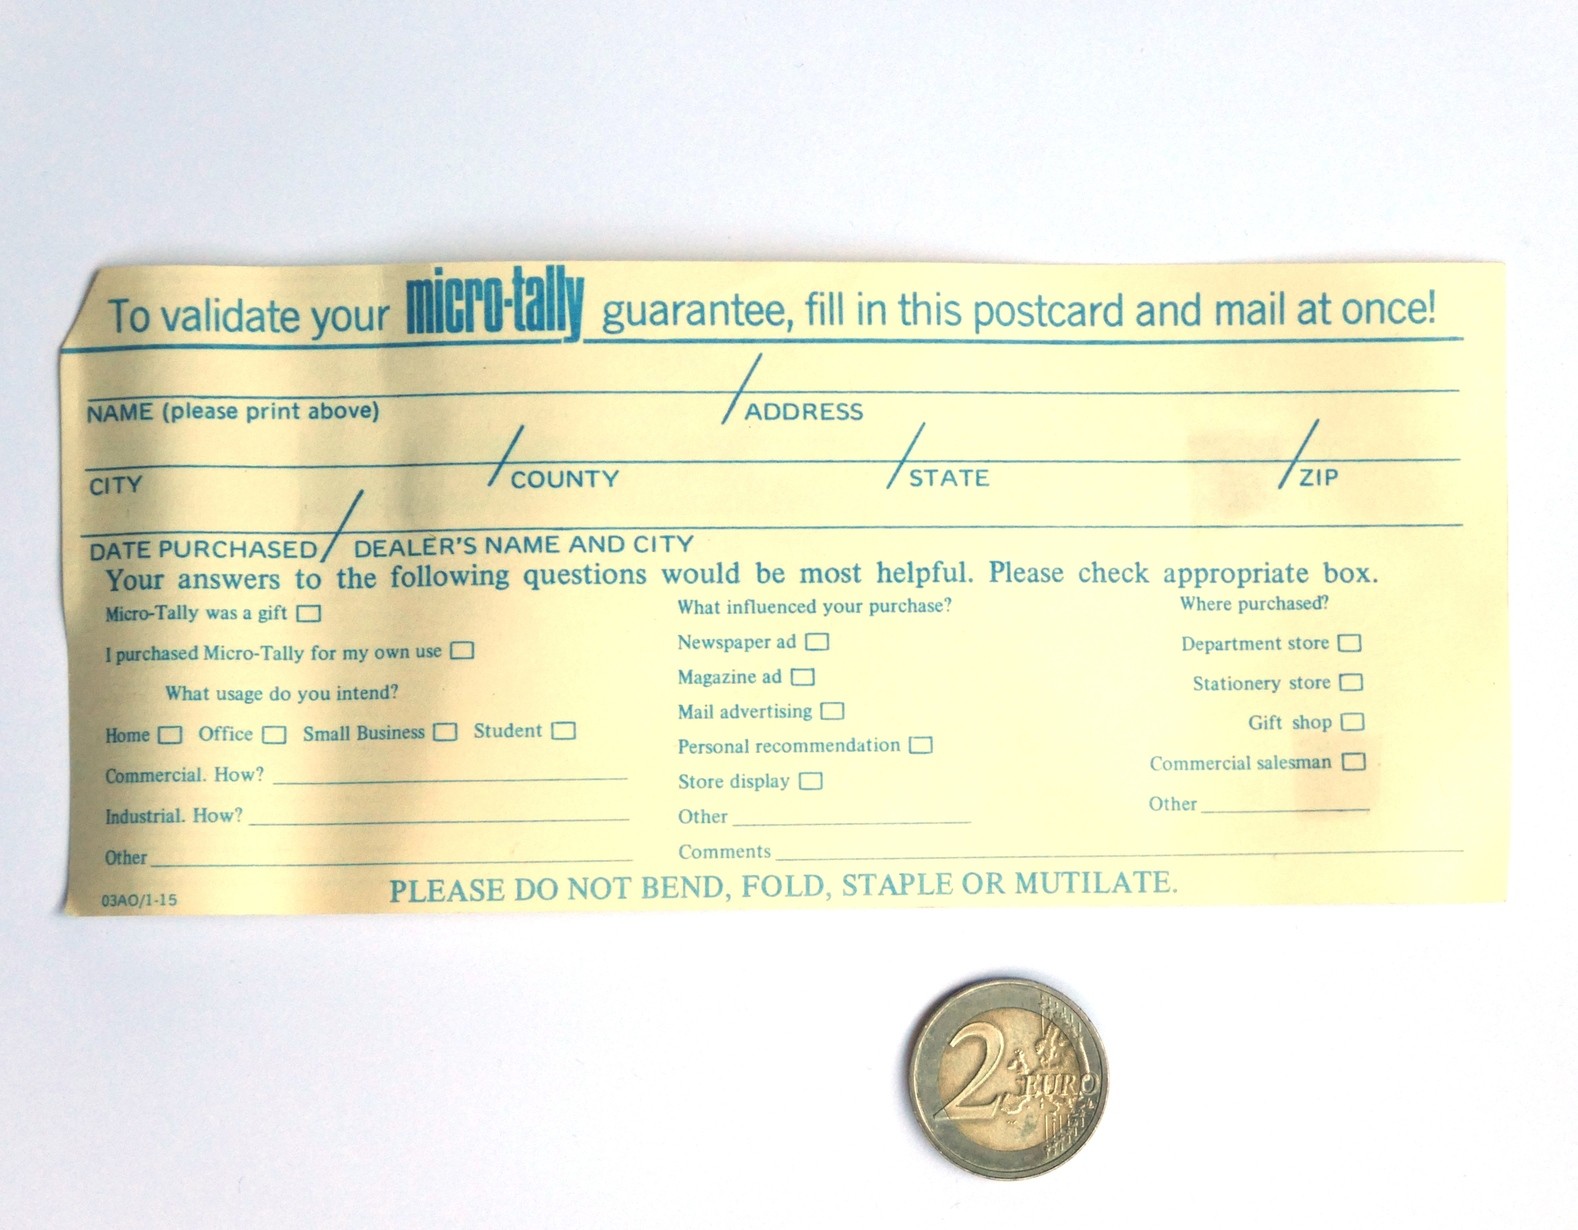 To validate your micro-tally guarantee, fill in this postcard and mail at once!
NAME (please print above) / ADDRESS
CITY / COUNTY / STATE / ZIP
DATE PURCHASED / DEALER'S NAME AND CITY
Your answers to the following questions would be most helpful. Please check appropriate box.
Micro-Tally was a gift
I purchased Micro-Tally for my own use
What usage do you intend?
Home Office Small Business Student
Commercial. How?
Industrial. How?
Other
What influenced your purchase?
Newspaper ad
Magazine ad
Mail advertising
Personal recommendation
Store display
Other
Comments
Where purchased?
Department store
Stationery store
Gift shop
Commercial salesman
Other
03AO/1-15
PLEASE DO NOT BEND, FOLD, STAPLE OR MUTILATE.
2 EURO